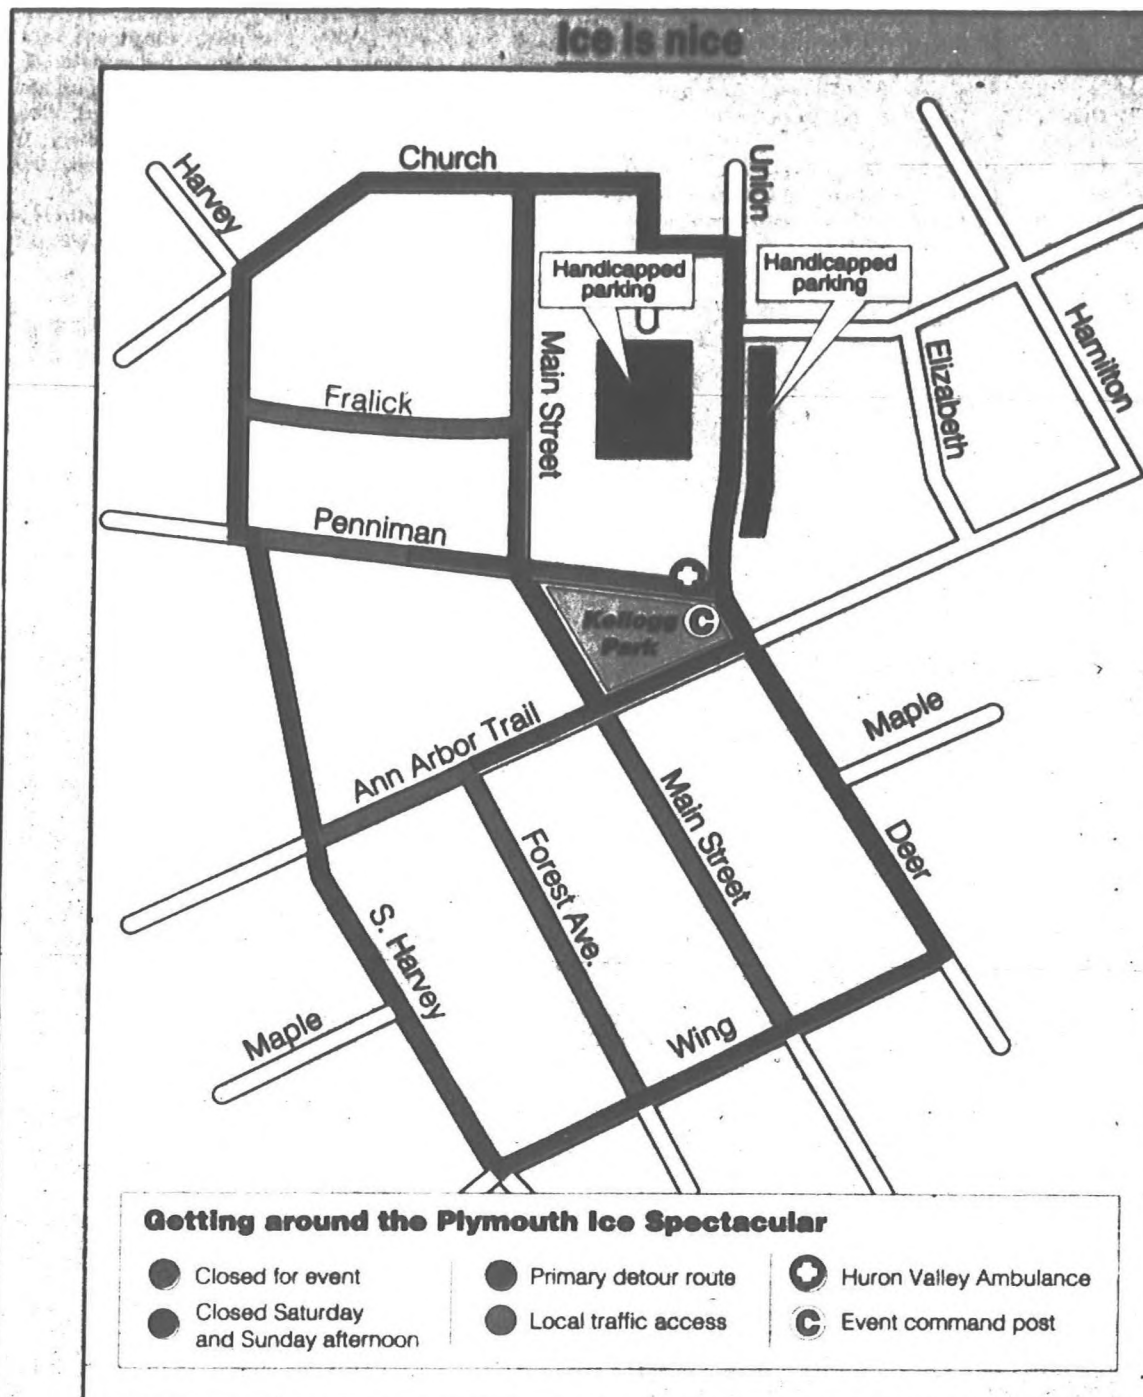 Ice is nice
Church
Harvey
Union
Handicapped
parking
Handicapped
parking
Main Street
Hamilton
Elizabeth
Fralick
Penniman
Kellogg
Park
C
Ann Arbor Trail
Maple
Main Street
Deer
Forest Ave.
S. Harvey
Maple
Wing
Getting around the Plymouth Ice Spectacular
Closed for event
Closed Saturday
and Sunday afternoon
Primary detour route
Local traffic access
Huron Valley Ambulance
C Event command post